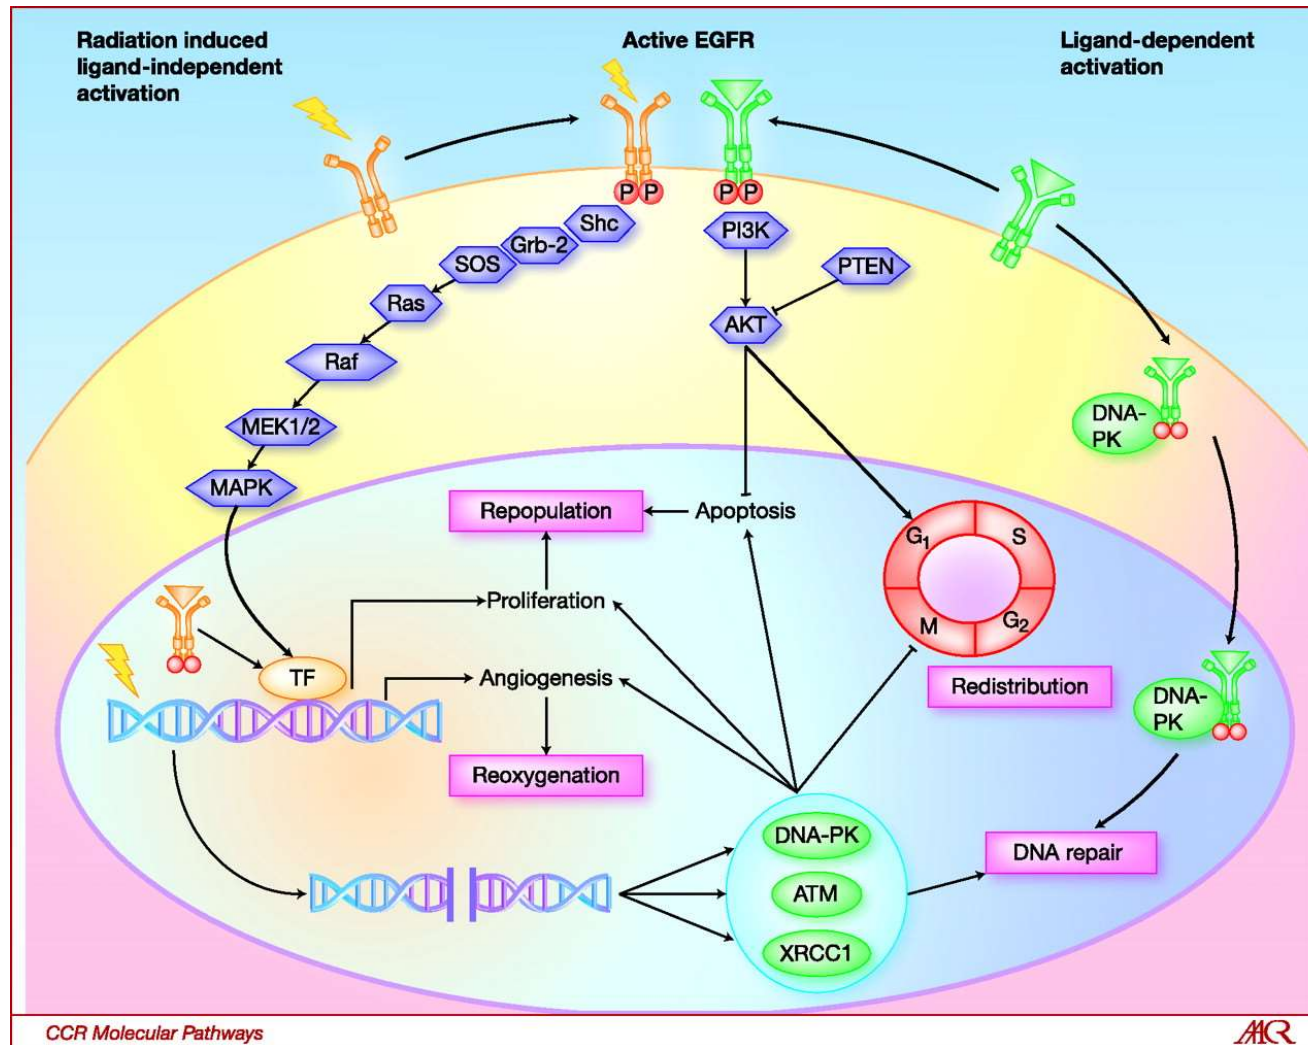 Radiation induced
ligand-independent
activation
Active EGFR
Ligand-dependent
activation
P P
P P
Shc
Grb-2
SOS
Ras
Raf
MEK1/2
MAPK
PI3K
PTEN
AKT
DNA-
PK
Repopulation
Apoptosis
G1
S
M
G2
Proliferation
TF
Angiogenesis
Redistribution
DNA-
PK
Reoxygenation
DNA-PK
ATM
XRCC1
DNA repair
CCR Molecular Pathways
AACR